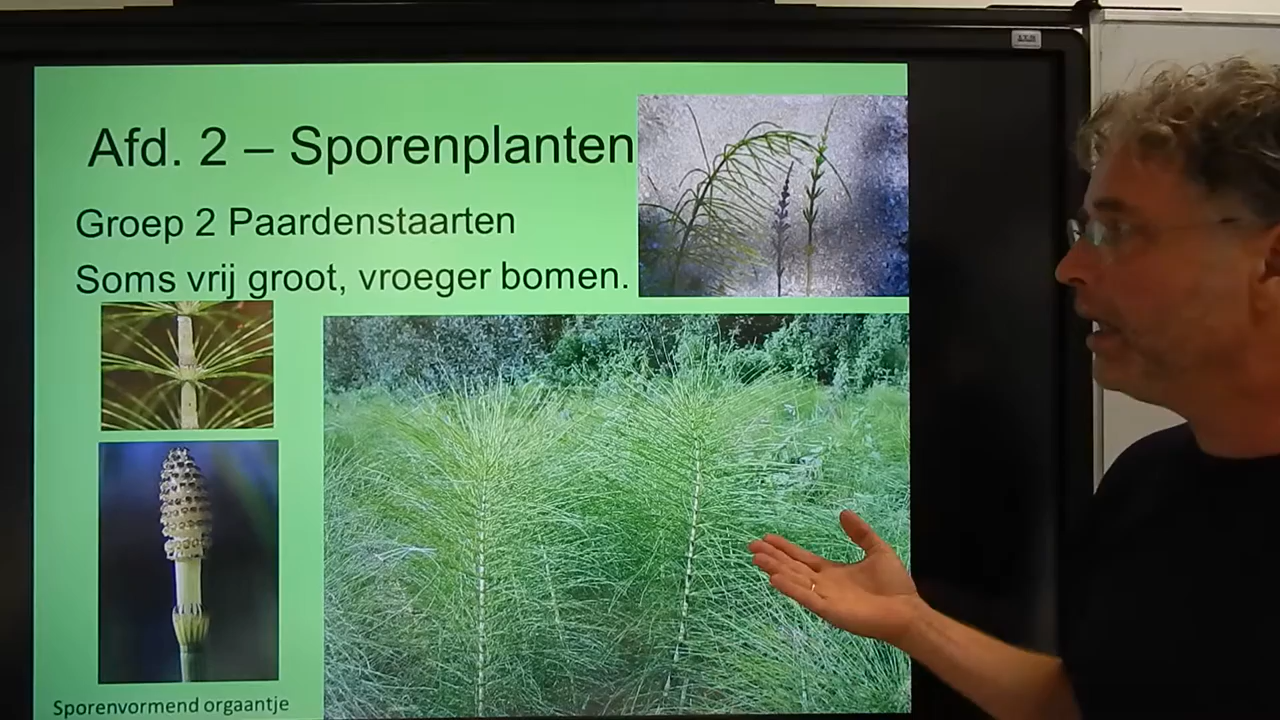 Afd. 2 – Sporenplanten
Groep 2 Paardenstaarten
Soms vrij groot, vroeger bomen.
Sporenvormend orgaantje